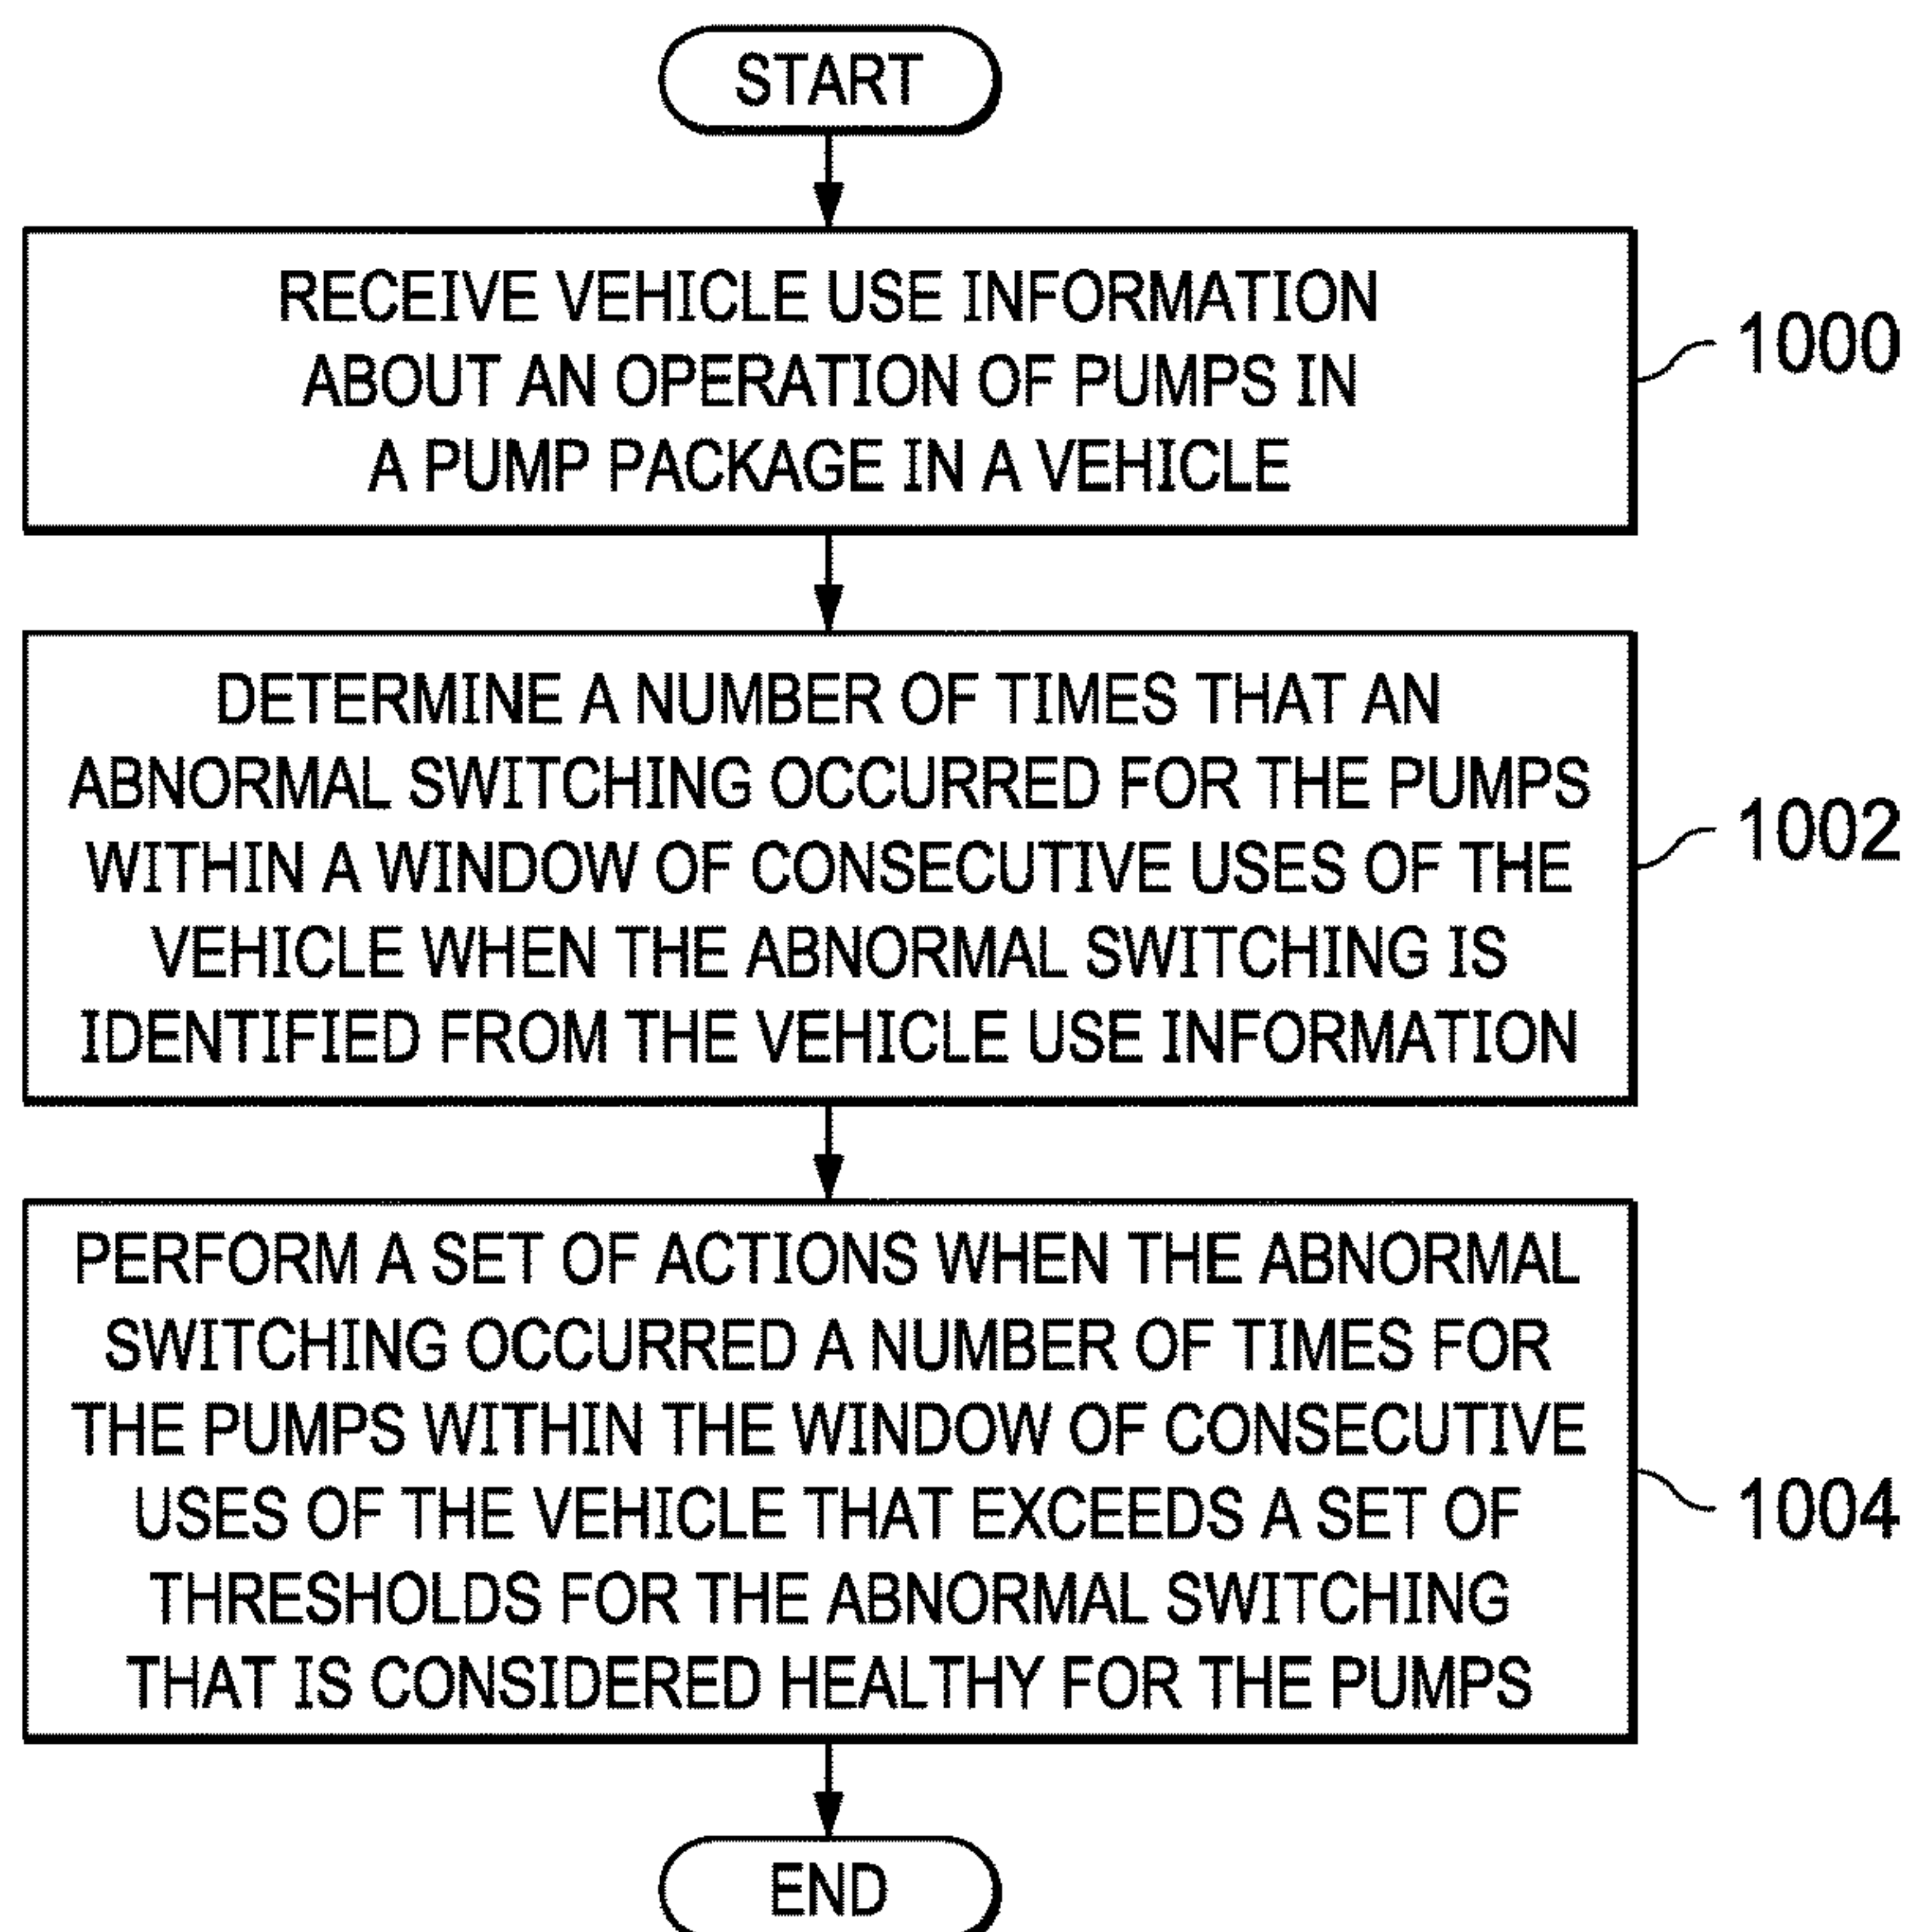 START
RECEIVE VEHICLE USE INFORMATION
ABOUT AN OPERATION OF PUMPS IN
A PUMP PACKAGE IN A VEHICLE
1000
DETERMINE A NUMBER OF TIMES THAT AN
ABNORMAL SWITCHING OCCURRED FOR THE PUMPS
WITHIN A WINDOW OF CONSECUTIVE USES OF THE
VEHICLE WHEN THE ABNORMAL SWITCHING IS
IDENTIFIED FROM THE VEHICLE USE INFORMATION
1002
PERFORM A SET OF ACTIONS WHEN THE ABNORMAL
SWITCHING OCCURRED A NUMBER OF TIMES FOR
THE PUMPS WITHIN THE WINDOW OF CONSECUTIVE
USES OF THE VEHICLE THAT EXCEEDS A SET OF
THRESHOLDS FOR THE ABNORMAL SWITCHING
THAT IS CONSIDERED HEALTHY FOR THE PUMPS
1004
END